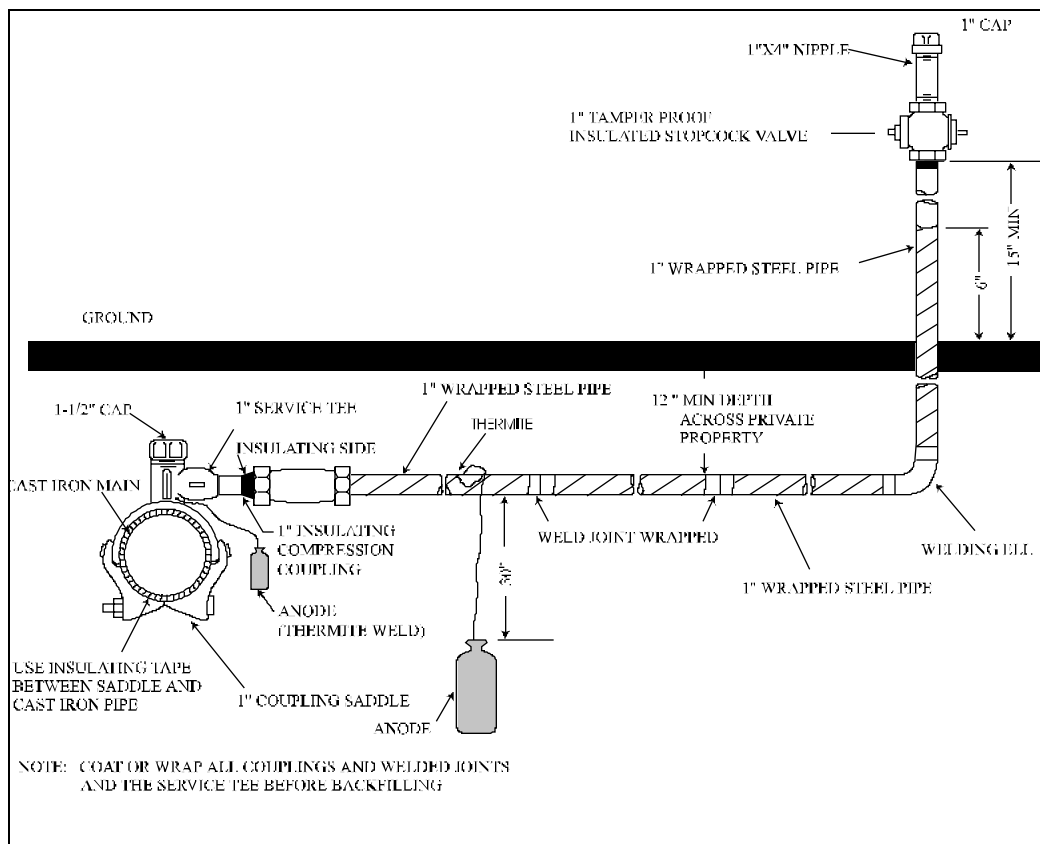 1" CAP
1"X4" NIPPLE
1" TAMPER PROOF
INSULATED STOPCOCK VALVE
15" MIN
6"
1" WRAPPED STEEL PIPE
GROUND
1" WRAPPED STEEL PIPE
12" MIN DEPTH
ACROSS PRIVATE
PROPERTY
1-1/2" CAP
1" SERVICE TEE
THERMITE
INSULATING SIDE
CAST IRON MAIN
1" INSULATING
COMPRESSION
COUPLING
WELD JOINT WRAPPED
WELDING ELL
30"
1" WRAPPED STEEL PIPE
ANODE
(THERMITE WELD)
USE INSULATING TAPE
BETWEEN SADDLE AND
CAST IRON PIPE
1" COUPLING SADDLE
ANODE
NOTE: COAT OR WRAP ALL COUPLINGS AND WELDED JOINTS
AND THE SERVICE TEE BEFORE BACKFILLING